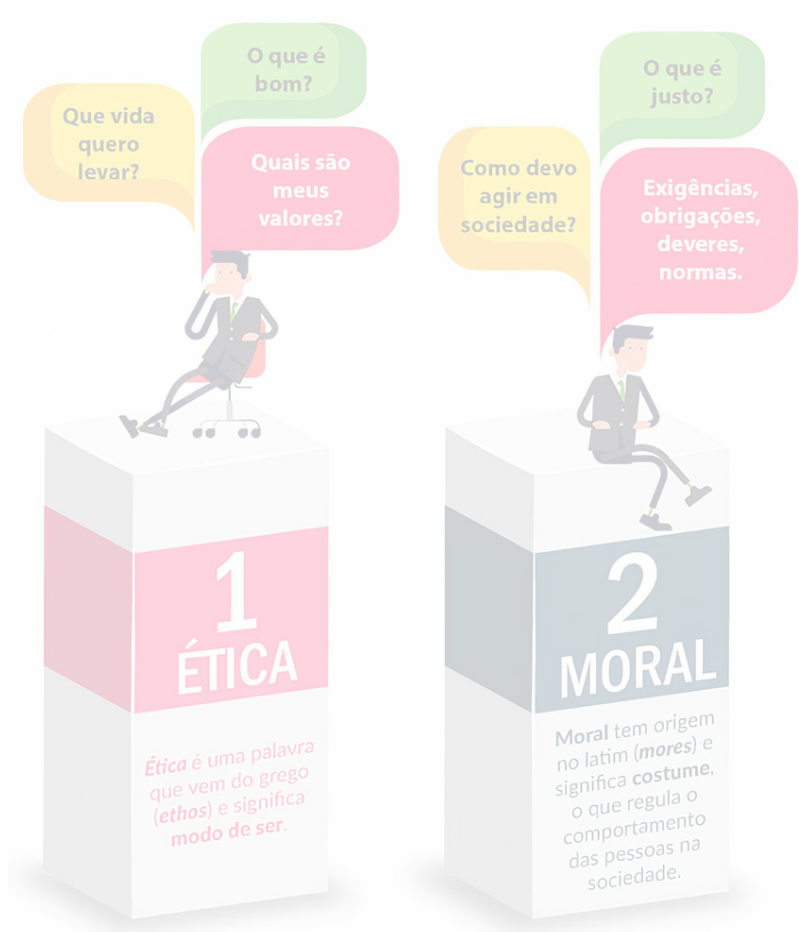 O que é
bom?
Que vida
quero
levar?
Quais são
meus
valores?
1
ÉTICA
Ética é uma palavra
que vem do grego
(ethos) e significa
modo de ser.
O que é
justo?
Como devo
agir em
sociedade?
Exigências,
obrigações,
deveres,
normas.
2
MORAL
Moral tem origem
no latim (mores) e
significa costume,
o que regula o
comportamento
das pessoas na
sociedade.